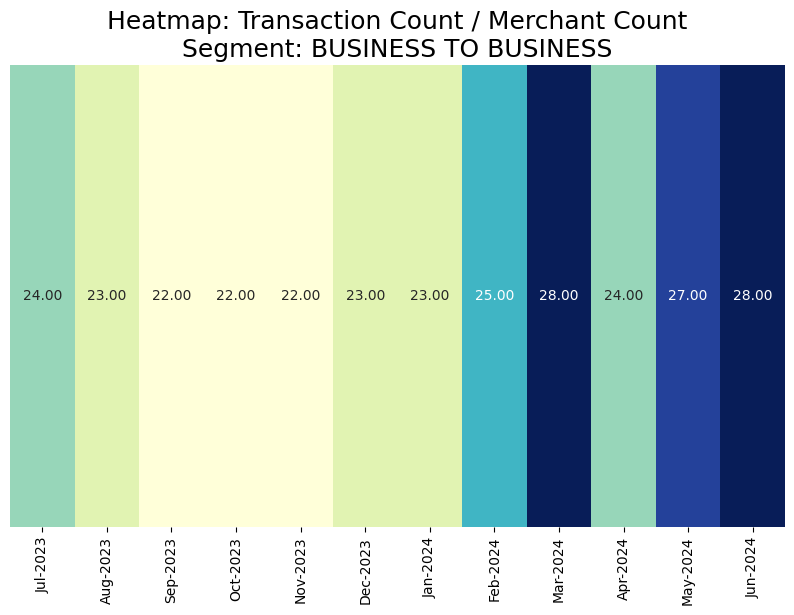 Heatmap: Transaction Count / Merchant Count
Segment: BUSINESS TO BUSINESS
24.00 23.00 22.00 22.00 22.00 23.00 23.00 25.00 28.00 24.00 27.00 28.00
Jul-2023 Aug-2023 Sep-2023 Oct-2023 Nov-2023 Dec-2023 Jan-2024 Feb-2024 Mar-2024 Apr-2024 May-2024 Jun-2024